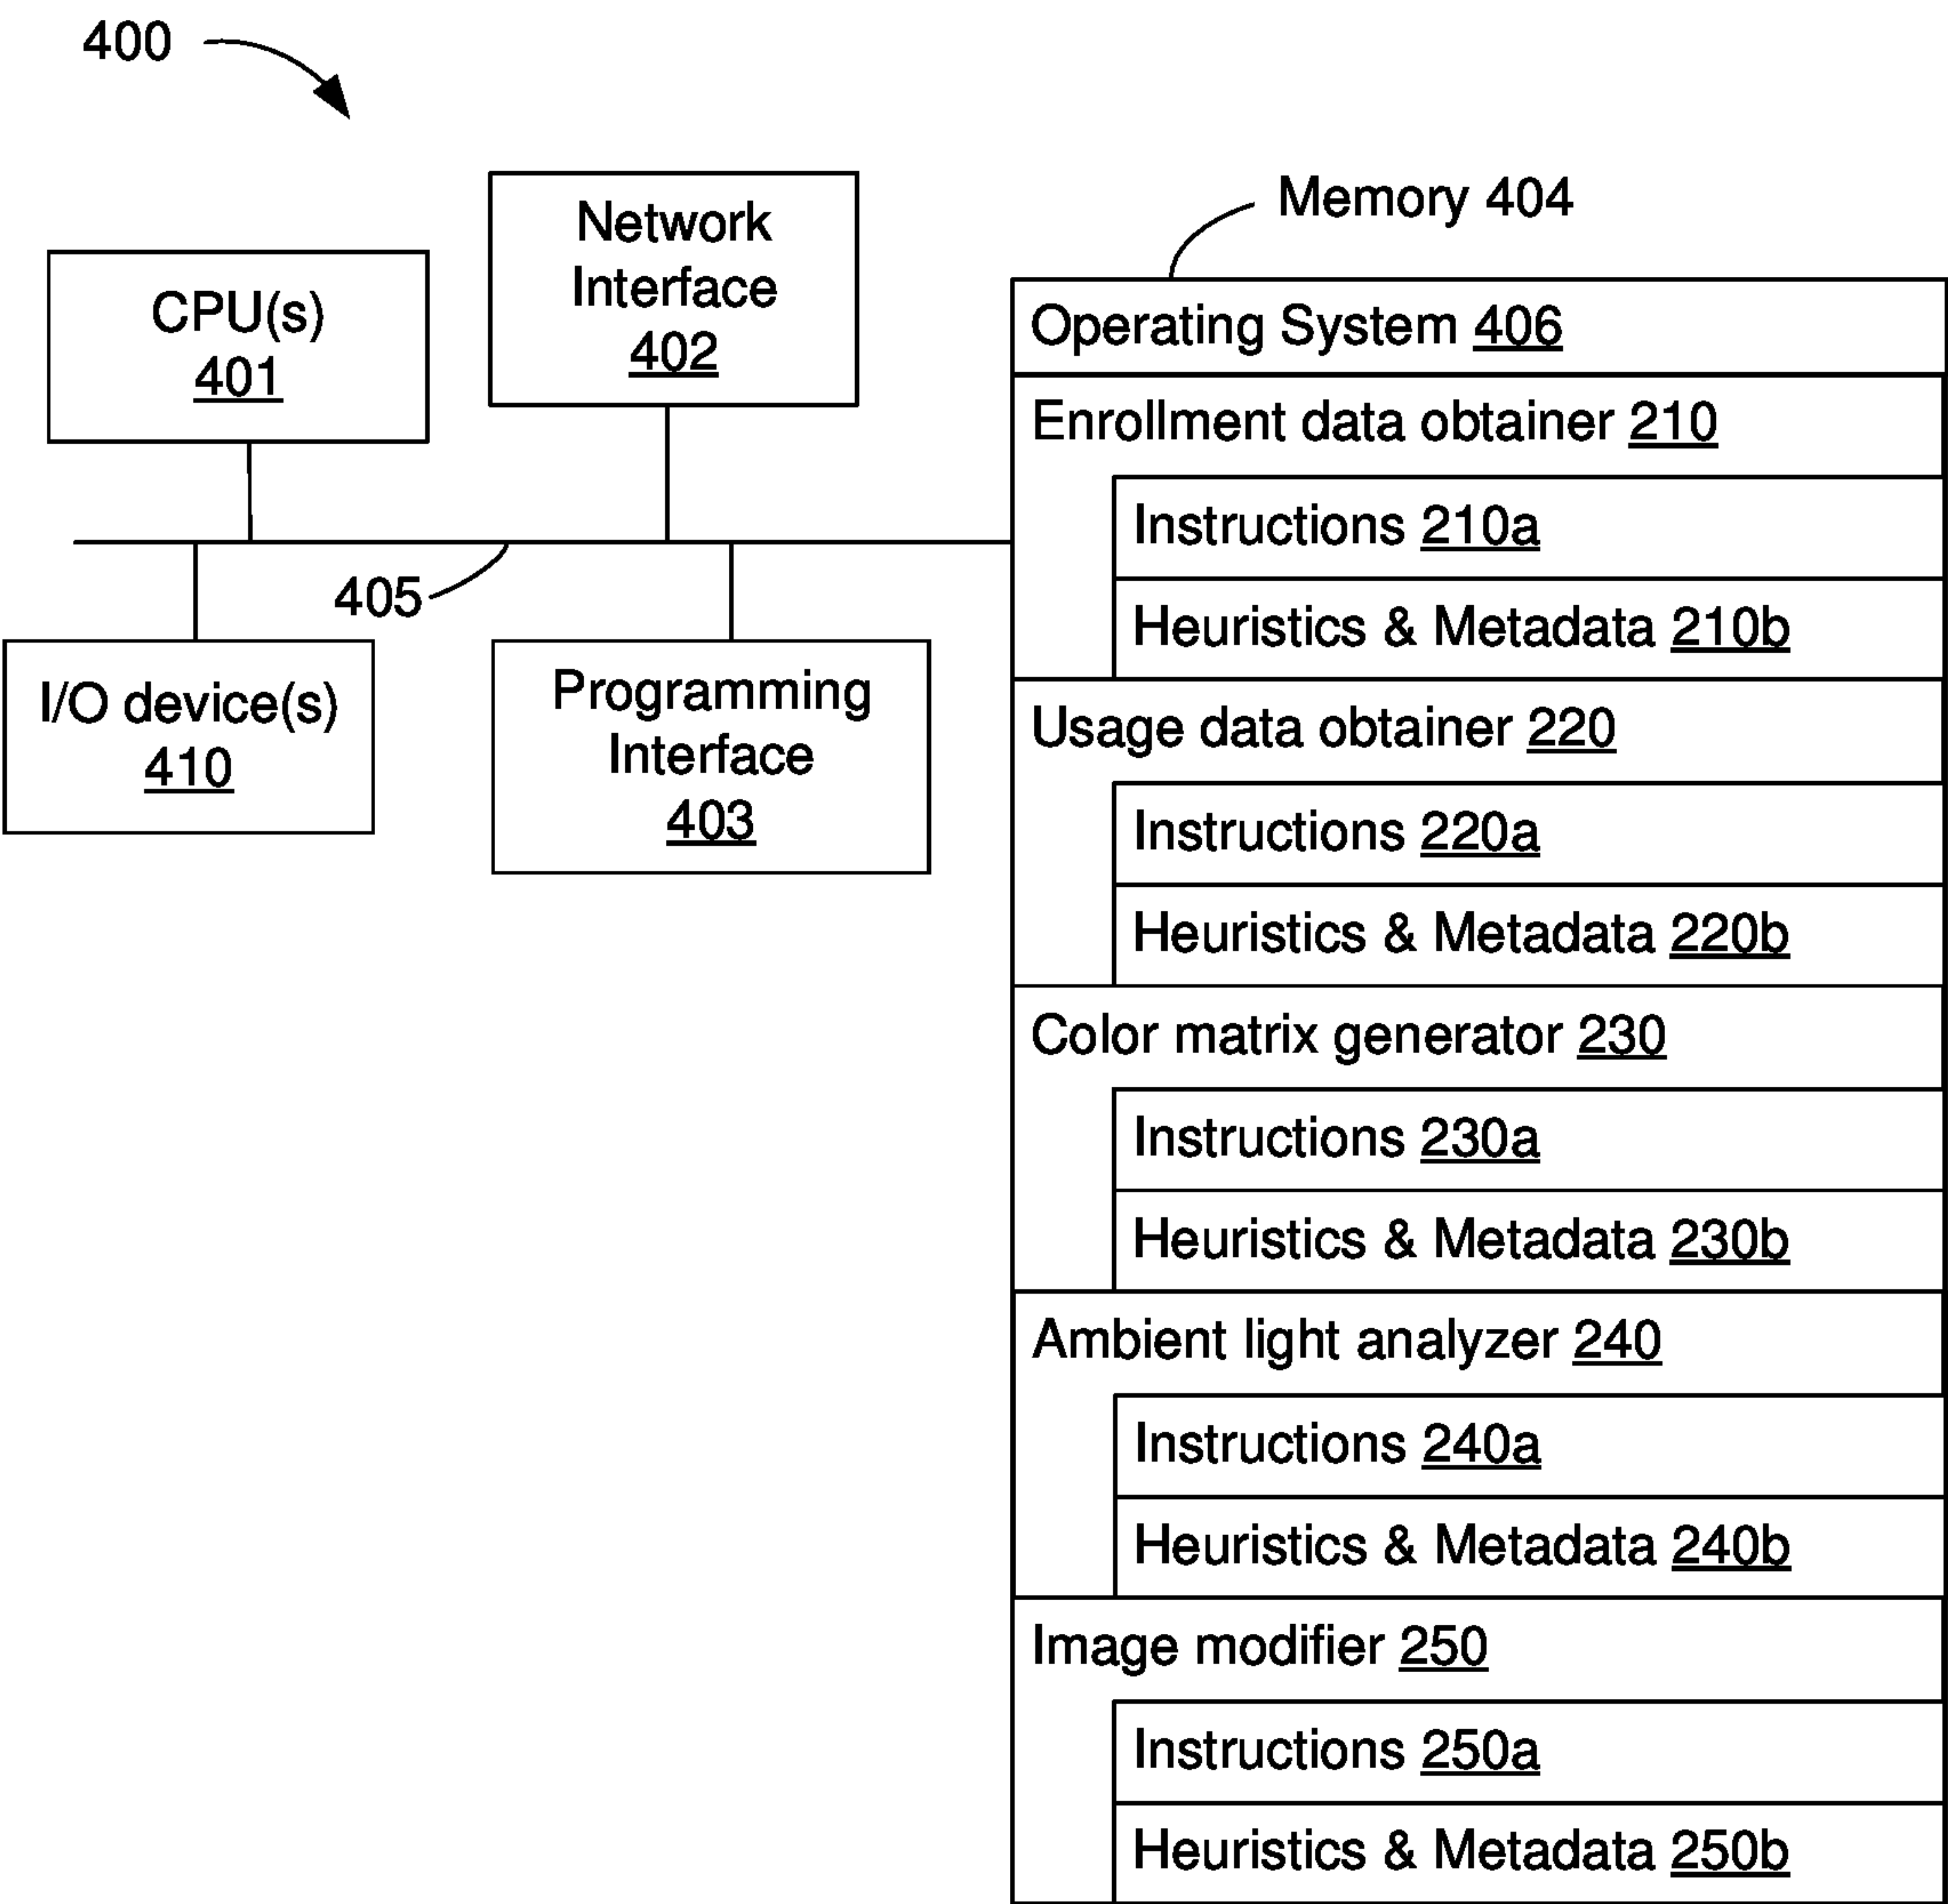 400
Network
Interface
402
CPU(s)
401
405
I/O device(s)
410
Programming
Interface
403
Memory 404
Operating System 406
Enrollment data obtainer 210
Instructions 210a
Heuristics & Metadata 210b
Usage data obtainer 220
Instructions 220a
Heuristics & Metadata 220b
Color matrix generator 230
Instructions 230a
Heuristics & Metadata 230b
Ambient light analyzer 240
Instructions 240a
Heuristics & Metadata 240b
Image modifier 250
Instructions 250a
Heuristics & Metadata 250b